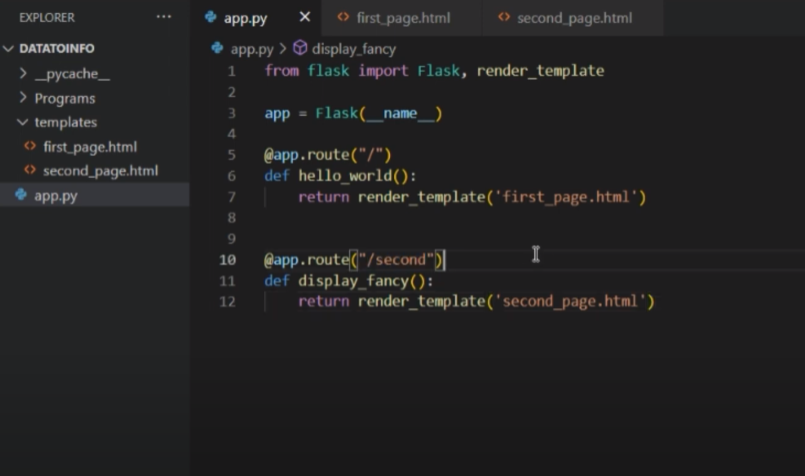 EXPLORER ...
DATATOINFO
__pycache__
Programs
templates
first_page.html
second_page.html
app.py
app.py first_page.html second_page.html
app.py > display_fancy
1 from flask import Flask, render_template
2
3 app = Flask(__name__)
4
5 @app.route("/")
6 def hello_world():
7     return render_template('first_page.html')
8
9
10 @app.route("/second")
11 def display_fancy():
12     return render_template('second_page.html')